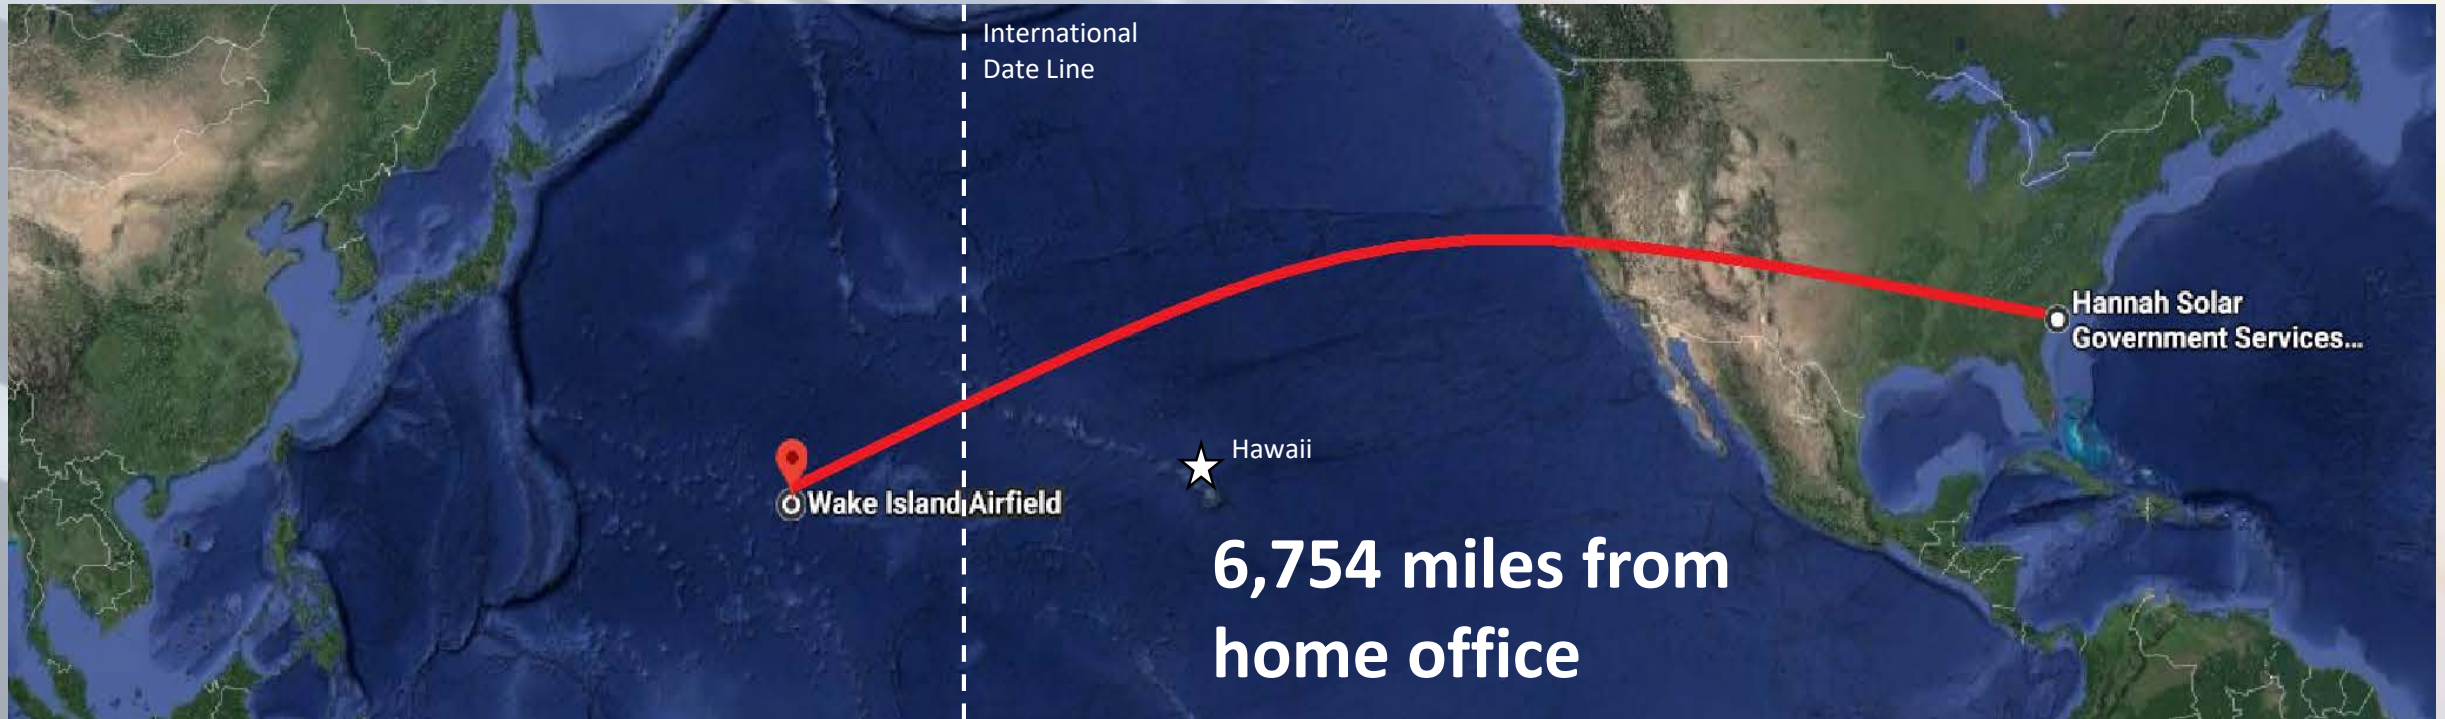 International
Date Line
Hannah Solar
Government Services...
Hawaii
Wake Island Airfield
6,754 miles from
home office